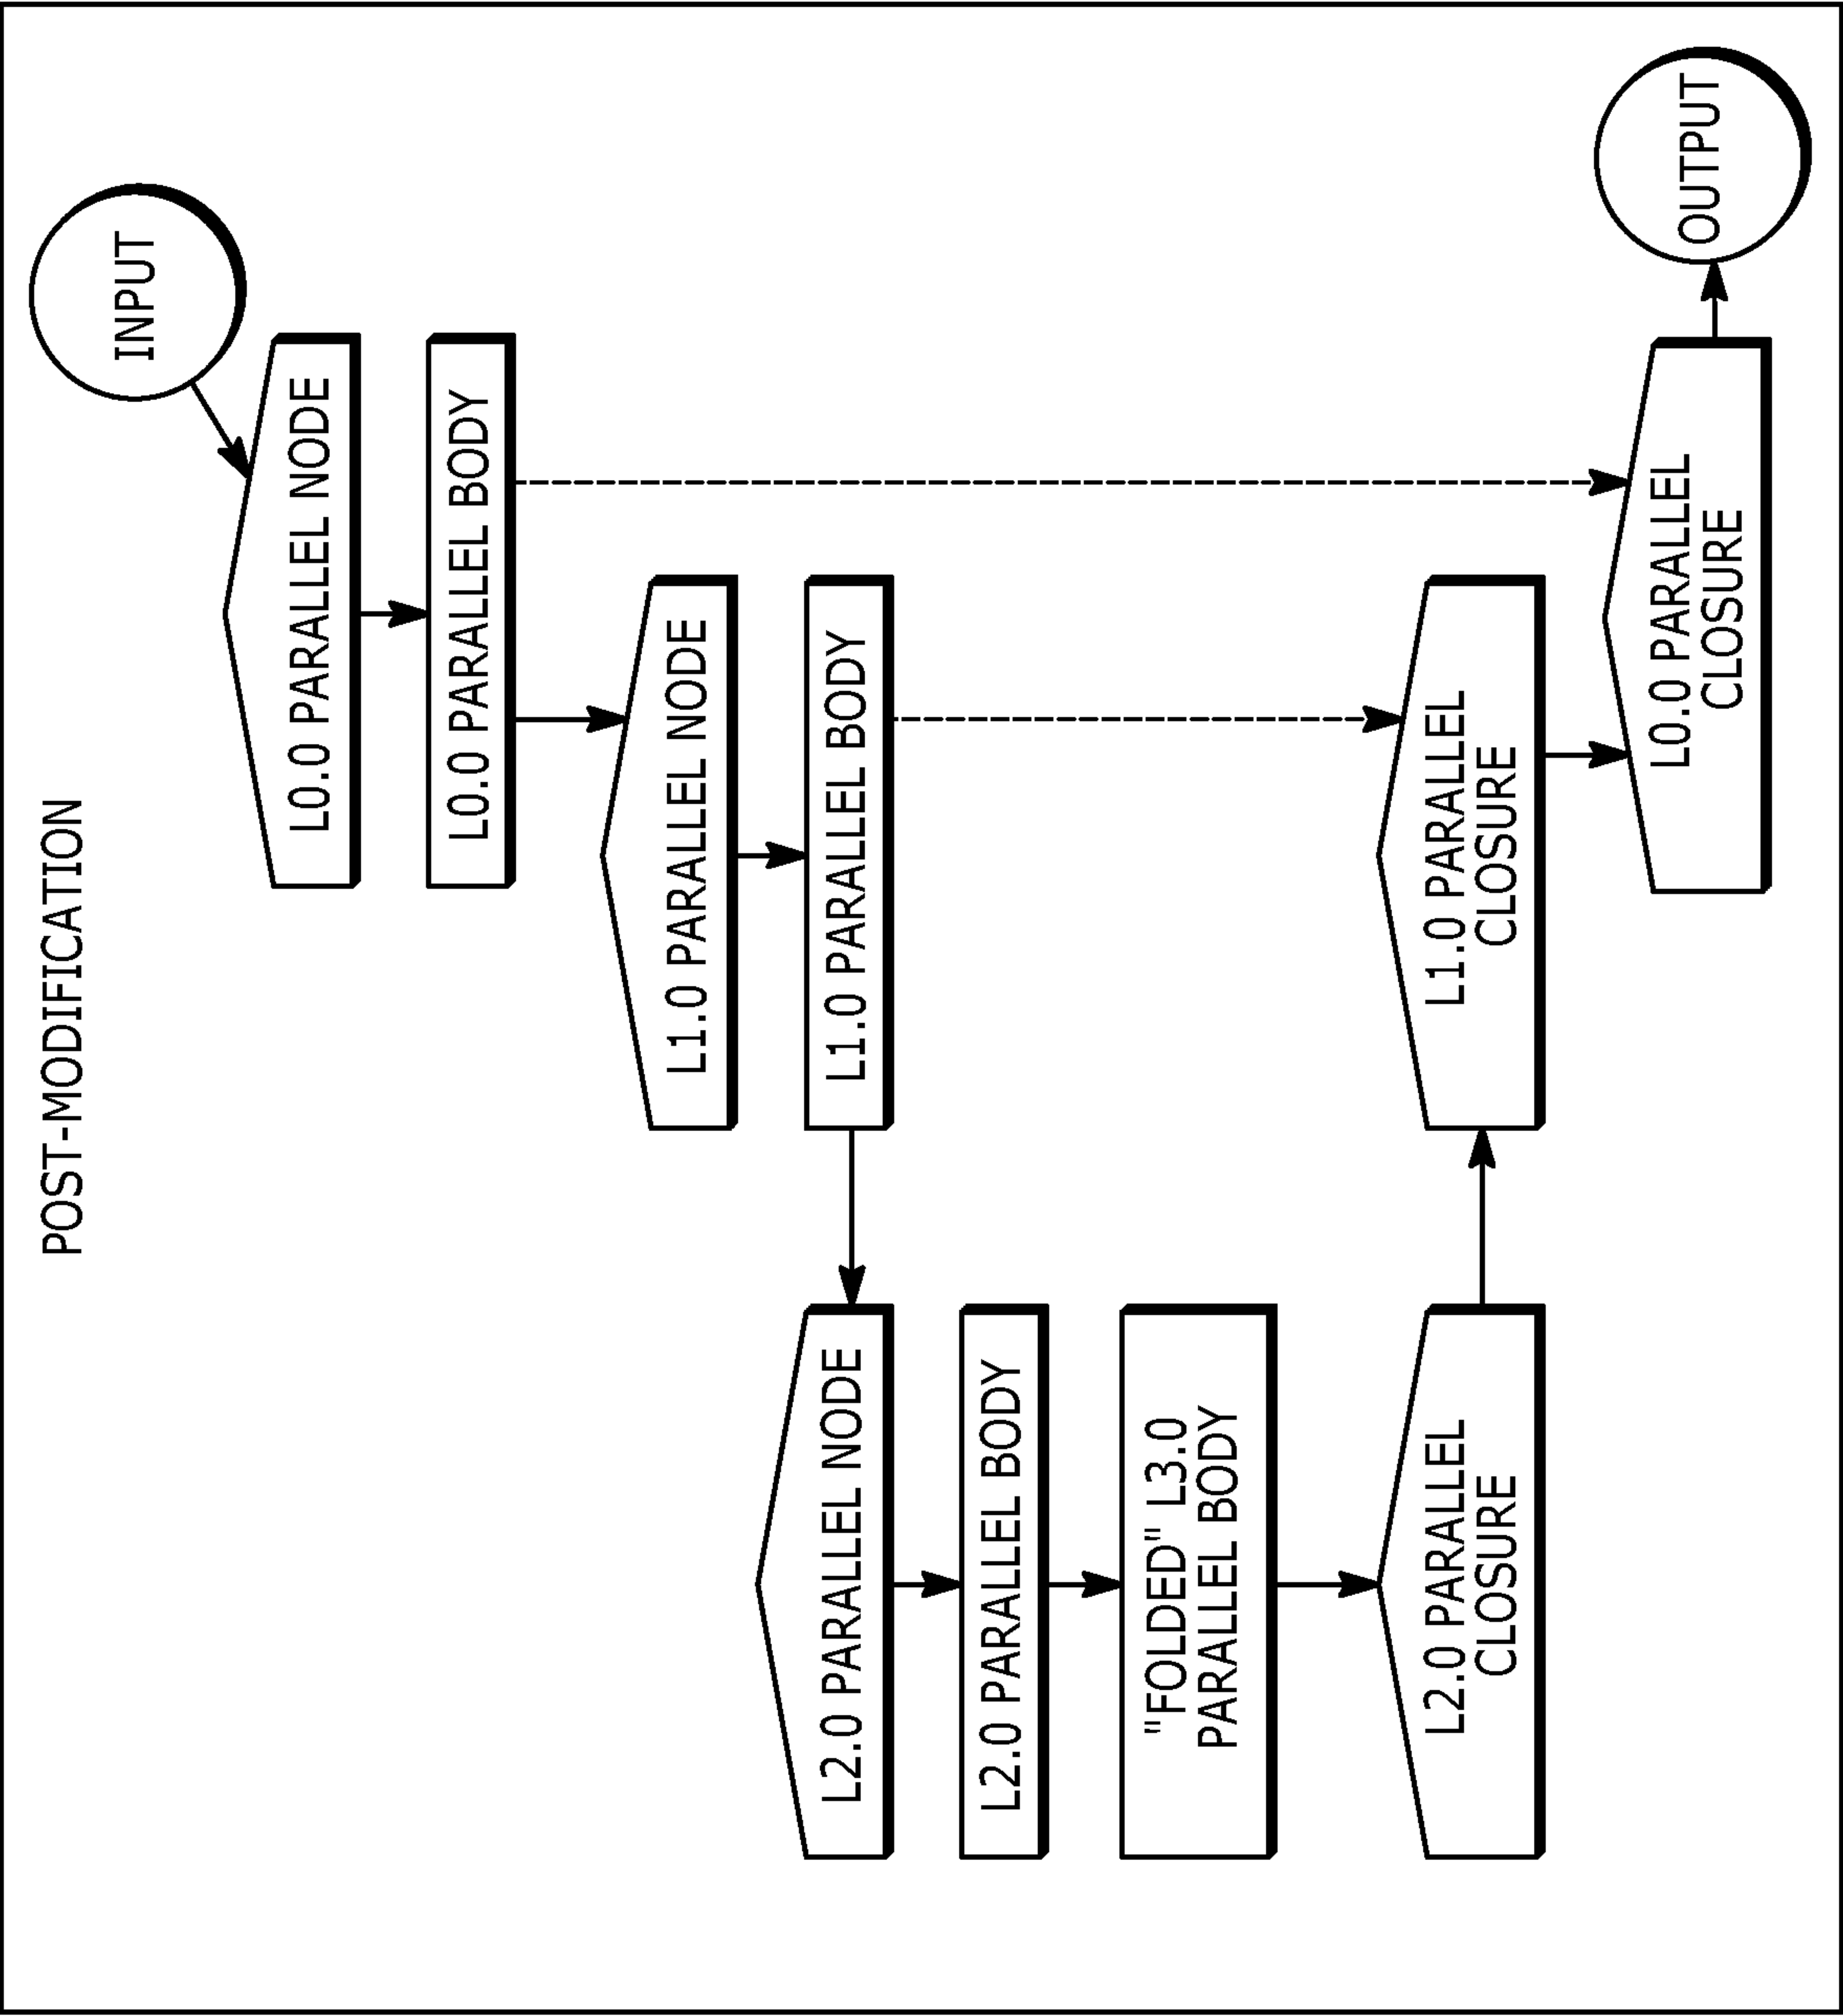 POST-MODIFICATION
INPUT
L0.0 PARALLEL NODE
L0.0 PARALLEL BODY
L1.0 PARALLEL NODE
L1.0 PARALLEL BODY
L2.0 PARALLEL NODE
L2.0 PARALLEL BODY
"FOLDED" L3.0
PARALLEL BODY
L2.0 PARALLEL
CLOSURE
L1.0 PARALLEL
CLOSURE
L0.0 PARALLEL
CLOSURE
OUTPUT